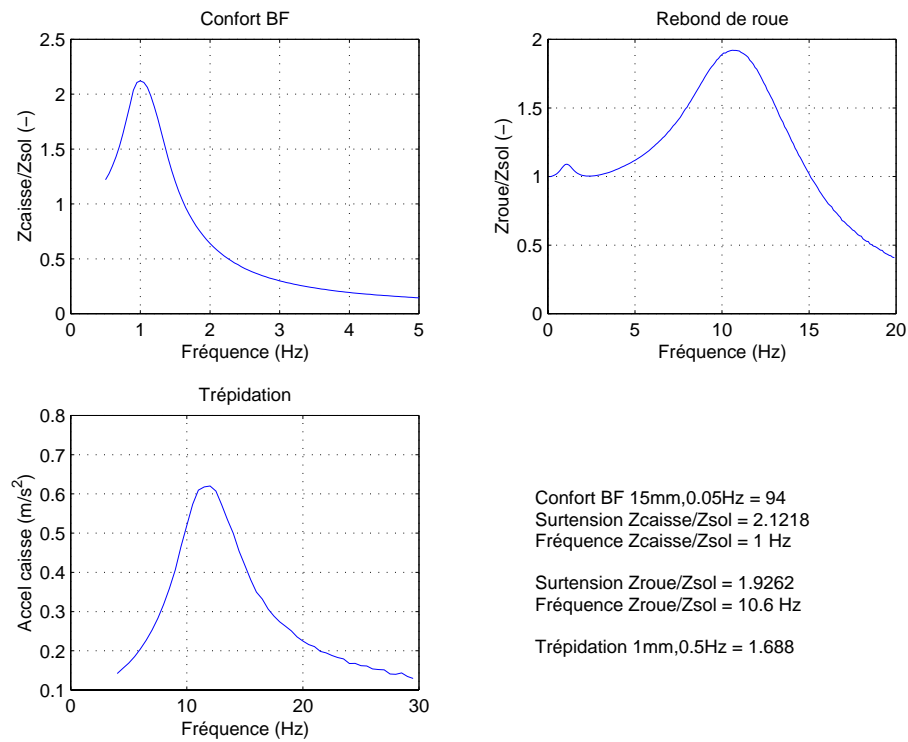 Confort BF
2.5
2
1.5
1
0.5
0
0 1 2 3 4 5
Zcaisse/Zsol (−)
Fréquence (Hz)
Rebond de roue
2
1.5
1
0.5
0
0 5 10 15 20
Zroue/Zsol (−)
Fréquence (Hz)
Trépidation
0.8
0.7
0.6
0.5
0.4
0.3
0.2
0.1
0 10 20 30
Accel caisse (m/s²)
Fréquence (Hz)
Confort BF 15mm,0.05Hz = 94
Surtension Zcaisse/Zsol = 2.1218
Fréquence Zcaisse/Zsol = 1 Hz
Surtension Zroue/Zsol = 1.9262
Fréquence Zroue/Zsol = 10.6 Hz
Trépidation 1mm,0.5Hz = 1.688